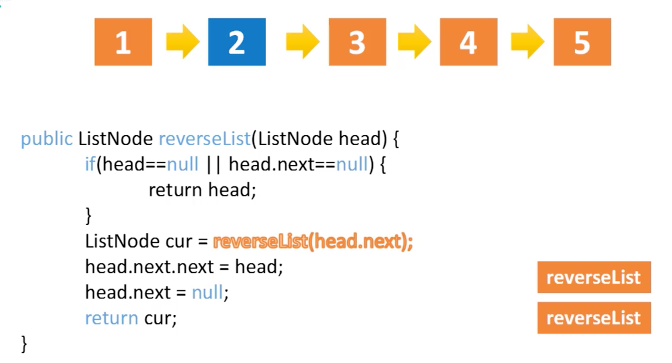 1 2 3 4 5
public ListNode reverseList(ListNode head) {
if(head==null || head.next==null) {
return head;
}
ListNode cur = reverseList(head.next);
head.next.next = head;
head.next = null;
return cur;
}
reverseList
reverseList